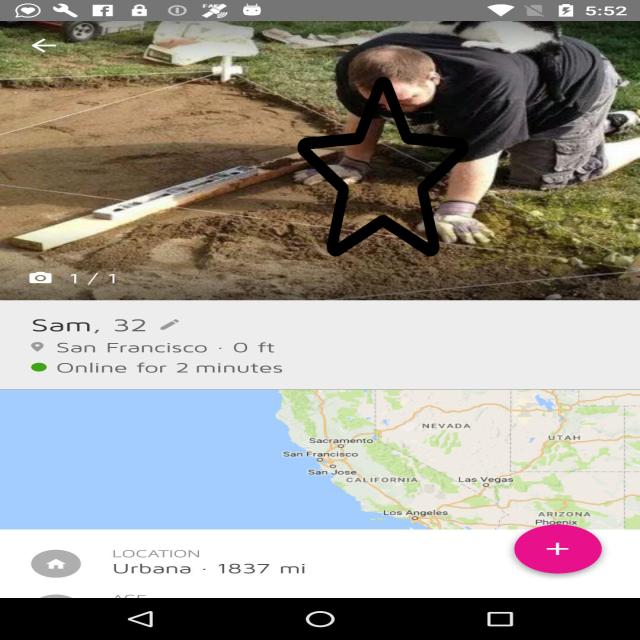 5:52
1 / 1
Sam, 32
San Francisco · 0 ft
Online for 2 minutes
NEVADA
UTAH
Sacramento
San Francisco
San Jose
CALIFORNIA
Las Vegas
Los Angeles
ARIZONA
Phoenix
LOCATION
Urbana · 1837 mi
AGE